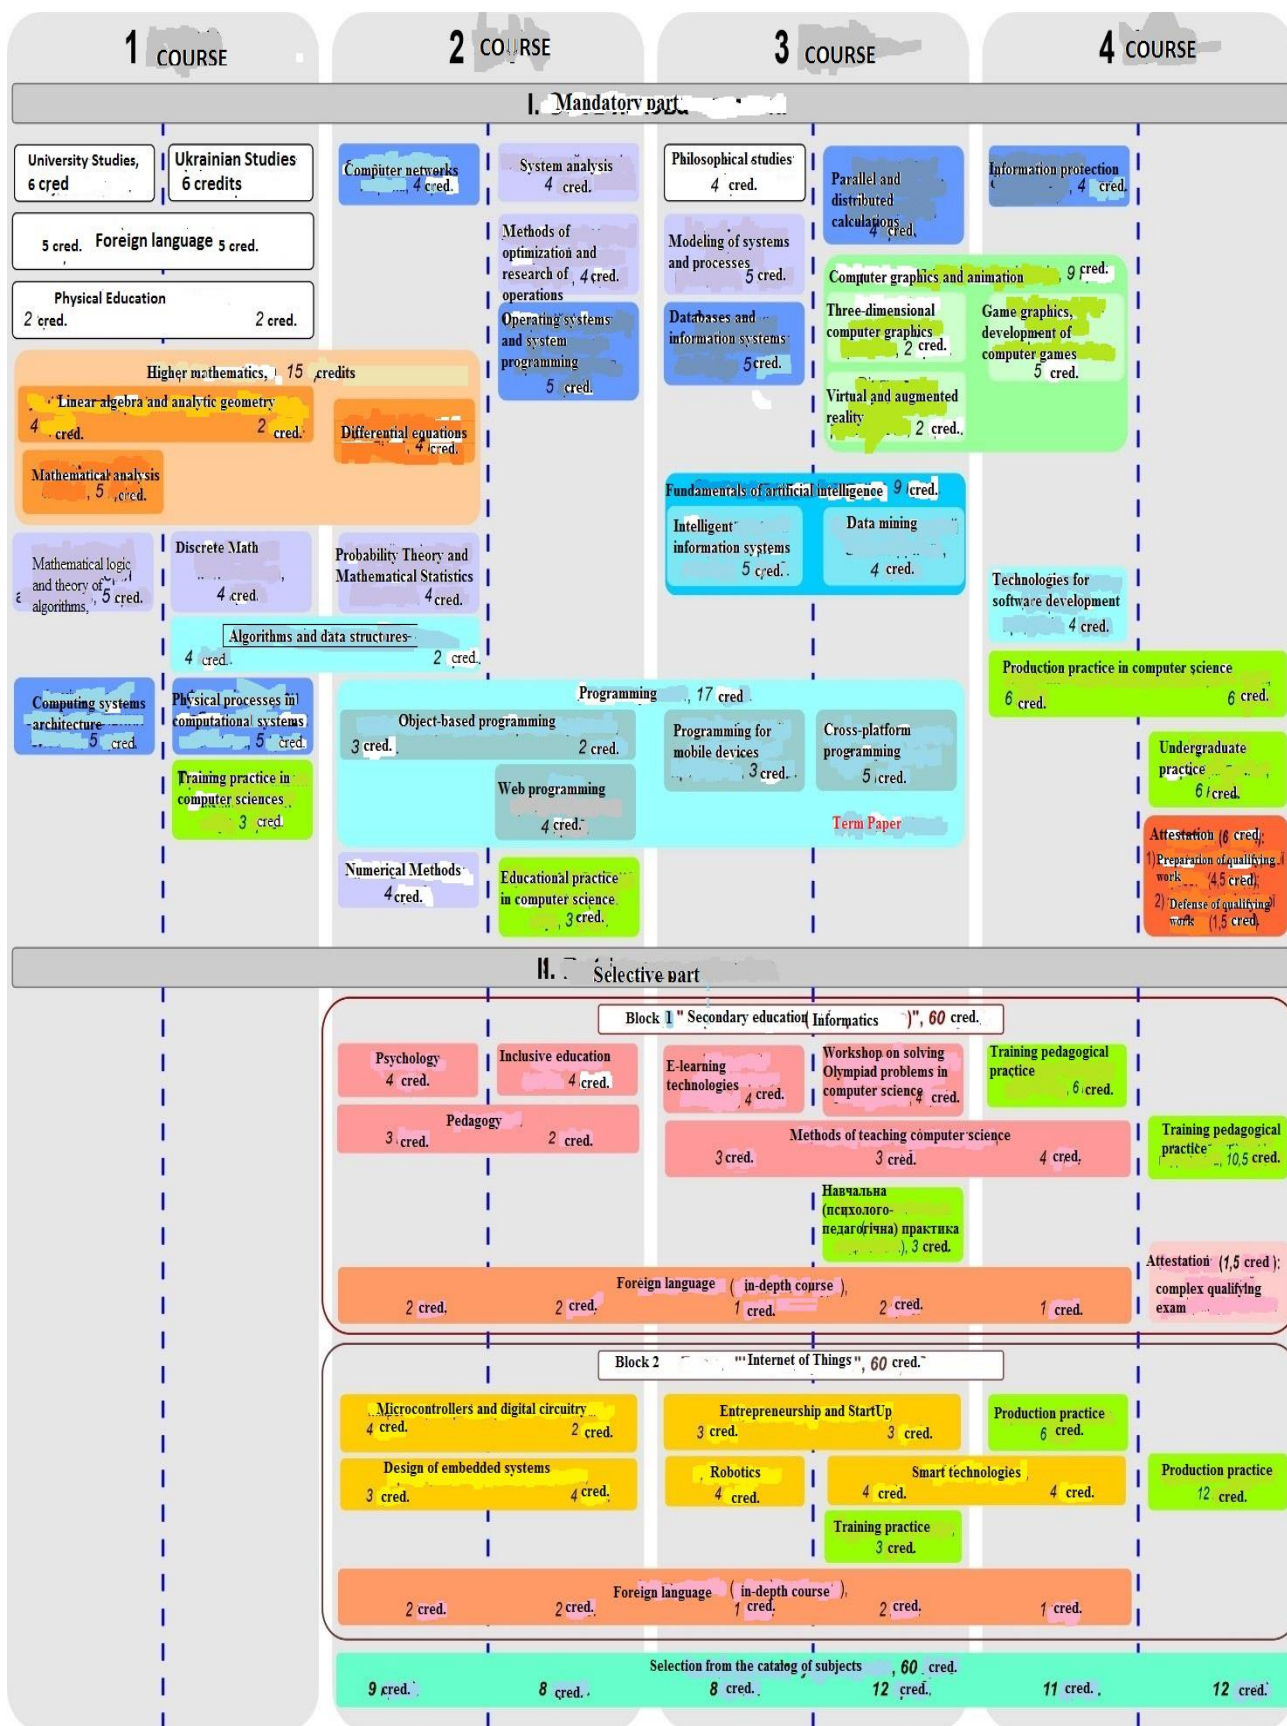 1 COURSE
2 COURSE
3 COURSE
4 COURSE
I. Mandatory part
University Studies,
6 cred
Ukrainian Studies
6 credits
5 cred. Foreign language 5 cred.
Physical Education
2 cred. 2 cred.
Higher mathematics, 15 credits
Linear algebra and analytic geometry
4 cred. 2 cred.
Mathematical analysis
, 5 cred.
Differential equations
, 4 cred.
Mathematical logic
and theory of
algorithms, , 5 cred.
Discrete Math
4 cred.
Probability Theory and
Mathematical Statistics
4 cred.
Algorithms and data structures
4 cred. 2 cred.
Computing systems
architecture
5 cred.
Physical processes in
computational systems
, 5 cred.
Training practice in
computer sciences
3 cred.
Computer networks
, 4 cred.
System analysis
4 cred.
Methods of
optimization and
research of , 4 cred.
operations
Operating systems
and system
programming
5 cred.
Programming , 17 cred
Object-based programming
3 cred. 2 cred.
Web programming
4 cred.
Programming for
mobile devices
, 3 cred.
Cross-platform
programming
5 cred.
Term Paper
Numerical Methods
4 cred.
Educational practice
in computer science
, 3 cred.
Philosophical studies
4 cred.
Modeling of systems
and processes
5 cred.
Databases and
information systems
5 cred.
Parallel and
distributed
calculations
4 cred.
Computer graphics and animation , 9 cred.
Three-dimensional
computer graphics
, 2 cred.
Game graphics,
development of
computer games
5 cred.
Virtual and augmented
reality
, 2 cred.
Fundamentals of artificial intelligence 9 cred.
Intelligent
information systems
5 cred.
Data mining
4 cred.
Information protection
, 4 cred.
Technologies for
software development
4 cred.
Production practice in computer science
6 cred. 6 cred.
Undergraduate
practice
6 cred.
Attestation (6 cred):
1) Preparation of qualifying
work (4,5 cred);
2) Defense of qualifying
work (1,5 cred.
II. Selective part
Block 1 " Secondary education ( Informatics )", 60 cred.
Psychology
4 cred.
Inclusive education
4 cred.
E-learning
technologies
, 4 cred.
Workshop on solving
Olympiad problems in
computer science , 4 cred.
Training pedagogical
practice
, 6 cred.
Pedagogy
3 cred. 2 cred.
Methods of teaching computer science
3 cred. 3 cred. 4 cred.
Training pedagogical
practice
, 10,5 cred.
Навчальна
(психолого-
педагогічна) практика
), 3 cred.
Foreign language ( in-depth course ),
2 cred. 2 cred. 1 cred. 2 cred. 1 cred.
Attestation (1,5 cred ):
complex qualifying
exam
Block 2 "Internet of Things", 60 cred.
Microcontrollers and digital circuitry
4 cred. 2 cred.
Entrepreneurship and StartUp
3 cred. 3 cred.
Production practice
6 cred.
Design of embedded systems
3 cred. 4 cred.
Robotics
4 cred.
Smart technologies
4 cred. 4 cred.
Production practice
12 cred.
Training practice ,
3 cred.
Foreign language ( in-depth course ),
2 cred. 2 cred. 1 cred. 2 cred. 1 cred.
Selection from the catalog of subjects , 60 cred.
9 cred. 8 cred. 8 cred. 12 cred. 11 cred. 12 cred.